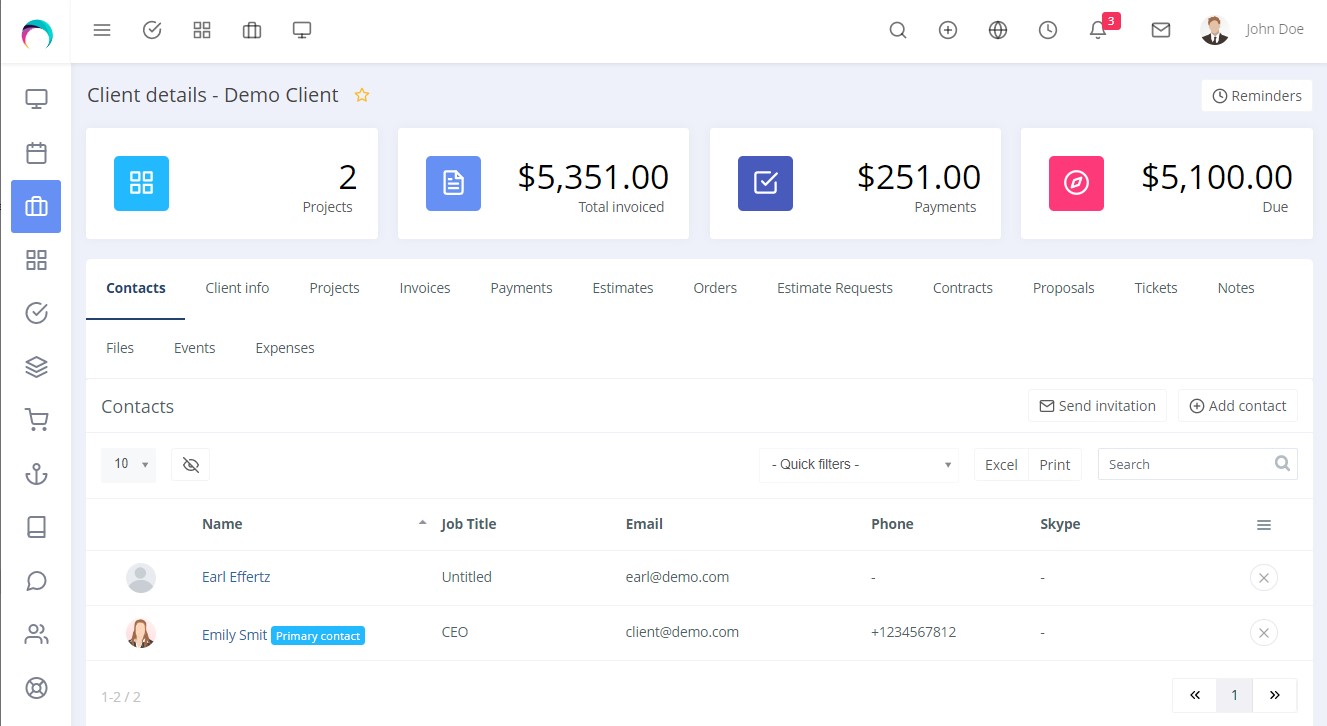 3
John Doe
Client details - Demo Client
Reminders
2
Projects
$5,351.00
Total invoiced
$251.00
Payments
$5,100.00
Due
Contacts Client info Projects Invoices Payments Estimates Orders Estimate Requests Contracts Proposals Tickets Notes
Files Events Expenses
Contacts
Send invitation Add contact
10 - Quick filters - Excel Print Search
Name Job Title Email Phone Skype
Earl Effertz Untitled earl@demo.com - -
Emily Smit Primary contact CEO client@demo.com +1234567812 -
1-2 / 2 « 1 »